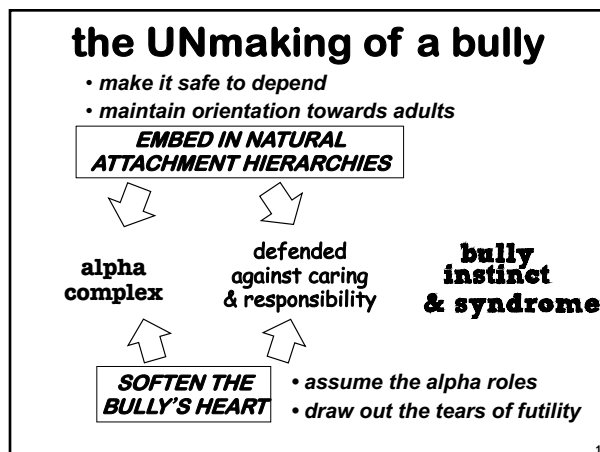 the UNmaking of a bully
• make it safe to depend
• maintain orientation towards adults
EMBED IN NATURAL
ATTACHMENT HIERARCHIES
alpha
complex
defended
against caring
& responsibility
bully
instinct
& syndrome
SOFTEN THE
BULLY'S HEART
• assume the alpha roles
• draw out the tears of futility
1